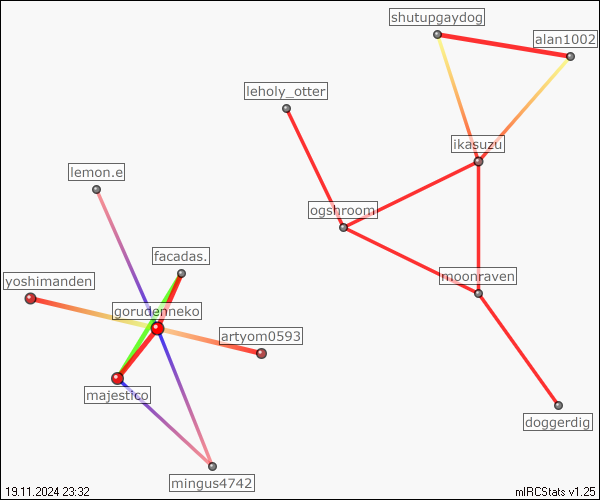 shutupgaydog
alan1002
leholy_otter
ikasuzu
lemon.e
ogshroom
facadas.
yoshimanden
moonraven
gorudenneko
artyom0593
majestico
doggerdig
mingus4742
19.11.2024 23:32
mIRCStats v1.25